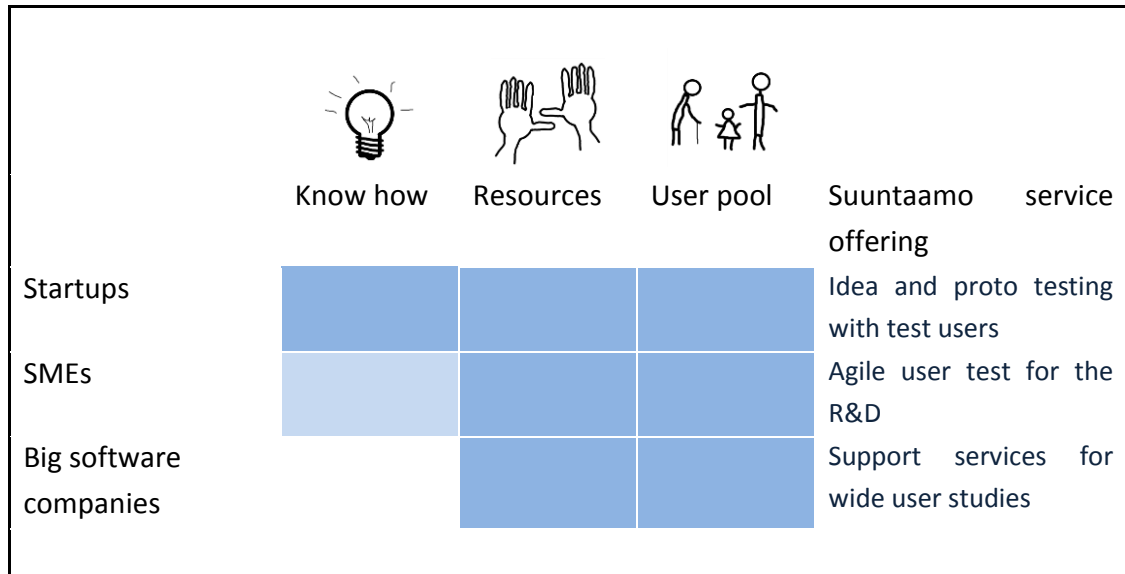 Know how Resources User pool Suuntaamo service
offering
Startups Idea and proto testing
with test users
SMEs Agile user test for the
R&D
Big software Support services for
companies wide user studies